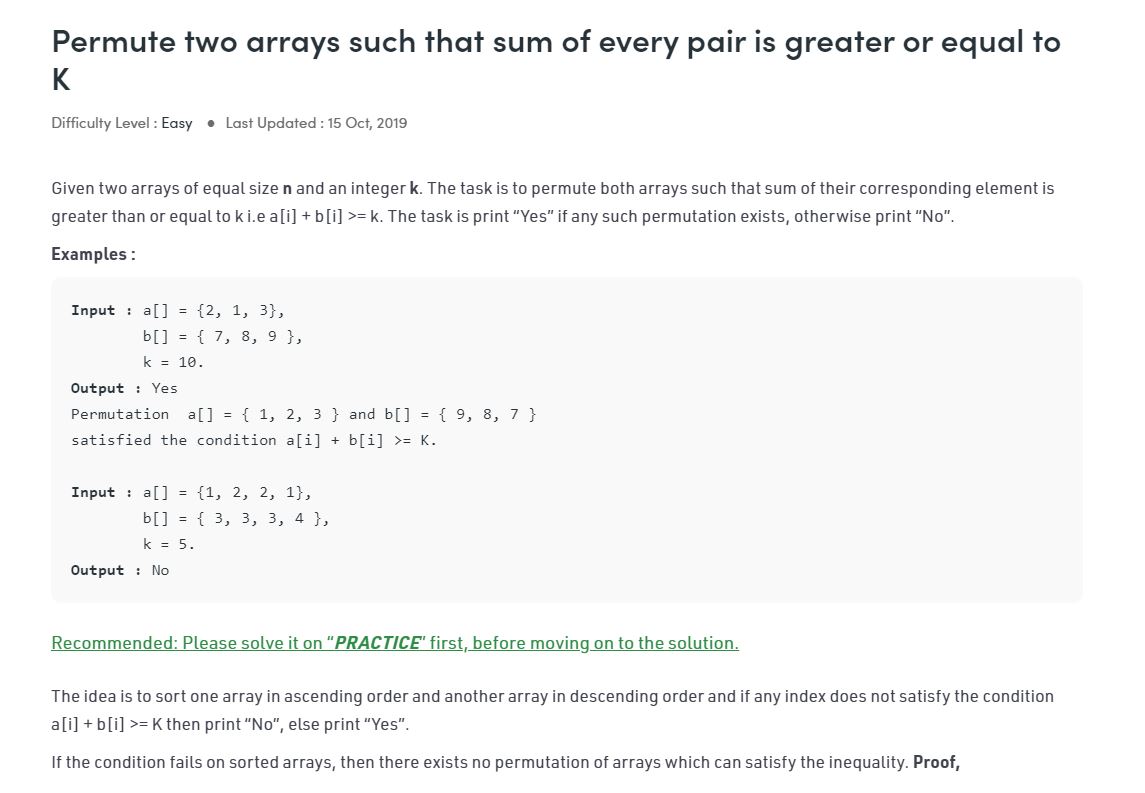 Permute two arrays such that sum of every pair is greater or equal to
K
Difficulty Level : Easy ● Last Updated : 15 Oct, 2019
Given two arrays of equal size n and an integer k. The task is to permute both arrays such that sum of their corresponding element is
greater than or equal to k i.e a[i] + b[i] >= k. The task is print “Yes” if any such permutation exists, otherwise print “No”.
Examples :
Input : a[] = {2, 1, 3},
b[] = { 7, 8, 9 },
k = 10.
Output : Yes
Permutation  a[] = { 1, 2, 3 } and b[] = { 9, 8, 7 }
satisfied the condition a[i] + b[i] >= K.
Input : a[] = {1, 2, 2, 1},
b[] = { 3, 3, 3, 4 },
k = 5.
Output : No
Recommended: Please solve it on “PRACTICE” first, before moving on to the solution.
The idea is to sort one array in ascending order and another array in descending order and if any index does not satisfy the condition
a[i] + b[i] >= K then print “No”, else print “Yes”.
If the condition fails on sorted arrays, then there exists no permutation of arrays which can satisfy the inequality. Proof,